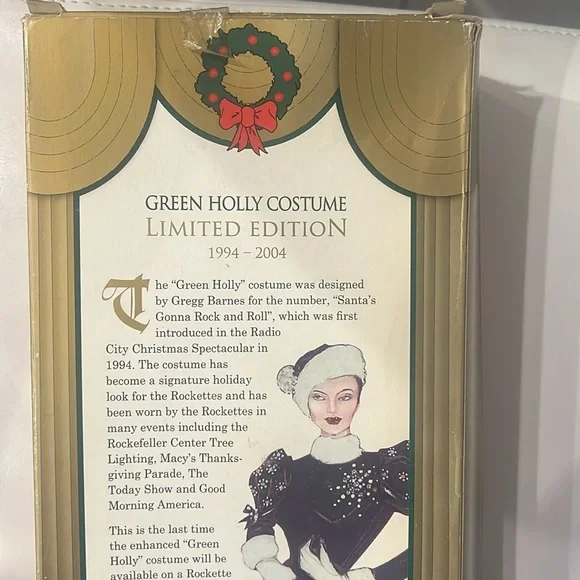 GREEN HOLLY COSTUME
LIMITED EDITION
1994 – 2004
The “Green Holly” costume was designed
by Gregg Barnes for the number, “Santa’s
Gonna Rock and Roll”, which was first
introduced in the Radio
City Christmas Spectacular in
1994. The costume has
become a signature holiday
look for the Rockettes and has
been worn by the Rockettes in
many events including the
Rockefeller Center Tree
Lighting, Macy’s Thanks-
giving Parade, The
Today Show and Good
Morning America.
This is the last time
the enhanced “Green
Holly” costume will be
available on a Rockette